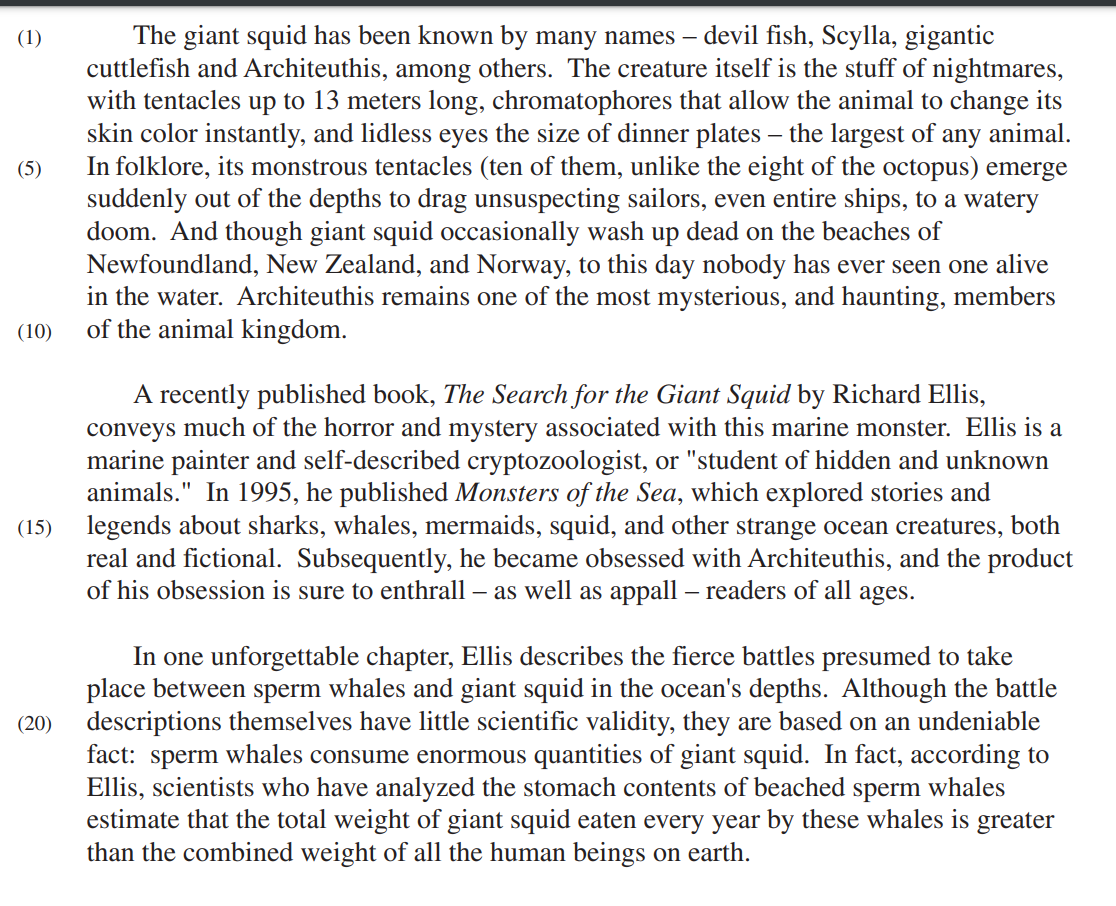 (1) The giant squid has been known by many names – devil fish, Scylla, gigantic
cuttlefish and Architeuthis, among others. The creature itself is the stuff of nightmares,
with tentacles up to 13 meters long, chromatophores that allow the animal to change its
skin color instantly, and lidless eyes the size of dinner plates – the largest of any animal.
(5) In folklore, its monstrous tentacles (ten of them, unlike the eight of the octopus) emerge
suddenly out of the depths to drag unsuspecting sailors, even entire ships, to a watery
doom. And though giant squid occasionally wash up dead on the beaches of
Newfoundland, New Zealand, and Norway, to this day nobody has ever seen one alive
in the water. Architeuthis remains one of the most mysterious, and haunting, members
(10) of the animal kingdom.
A recently published book, The Search for the Giant Squid by Richard Ellis,
conveys much of the horror and mystery associated with this marine monster. Ellis is a
marine painter and self-described cryptozoologist, or "student of hidden and unknown
animals." In 1995, he published Monsters of the Sea, which explored stories and
(15) legends about sharks, whales, mermaids, squid, and other strange ocean creatures, both
real and fictional. Subsequently, he became obsessed with Architeuthis, and the product
of his obsession is sure to enthrall – as well as appall – readers of all ages.
In one unforgettable chapter, Ellis describes the fierce battles presumed to take
place between sperm whales and giant squid in the ocean's depths. Although the battle
(20) descriptions themselves have little scientific validity, they are based on an undeniable
fact: sperm whales consume enormous quantities of giant squid. In fact, according to
Ellis, scientists who have analyzed the stomach contents of beached sperm whales
estimate that the total weight of giant squid eaten every year by these whales is greater
than the combined weight of all the human beings on earth.